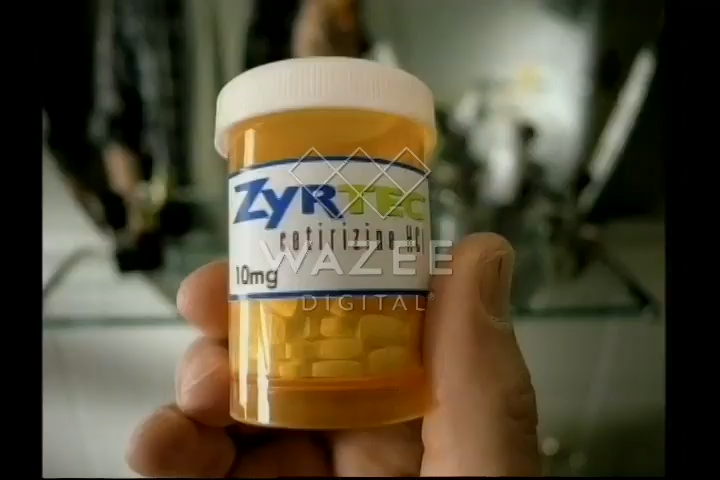 ZYRTEC
cetirizine HCl
10mg
WAZEE
DIGITAL